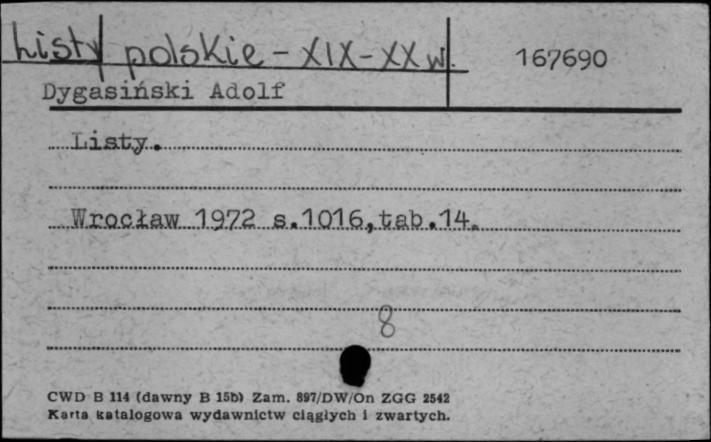 Listy polskie - XIX-XX w. 167690
Dygasiński Adolf
Listy.
Wrocław 1972 s.1016,tab.14.
8
CWD B 114 (dawny B 15b) Zam. 897/DW/On ZGG 2542
Karta katalogowa wydawnictw ciągłych i zwartych.